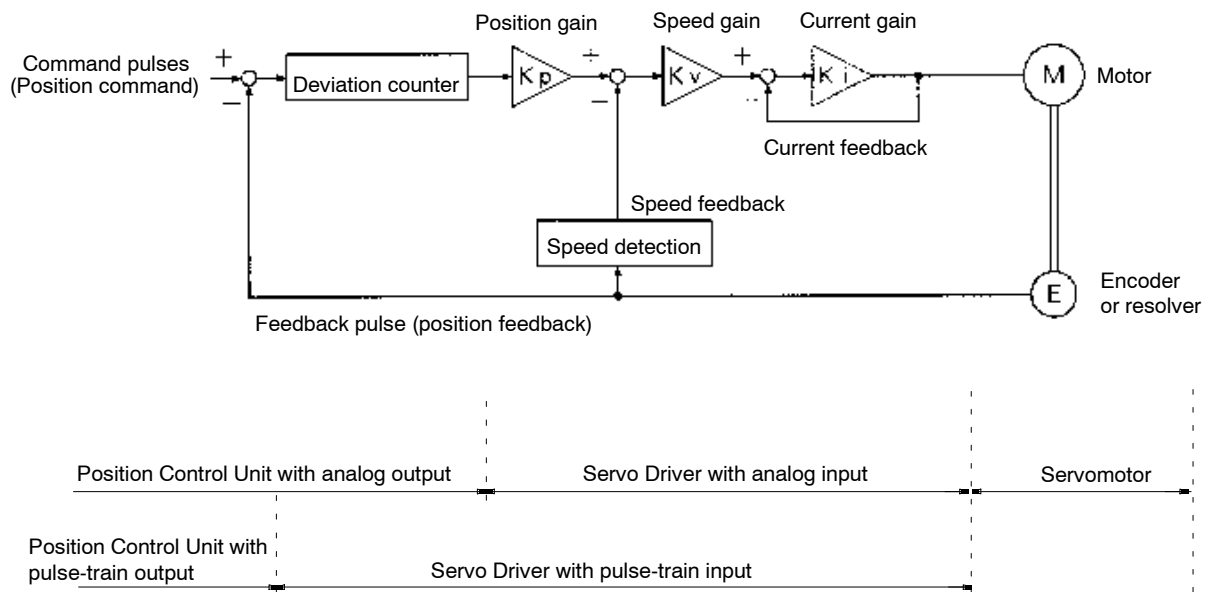 Position gain
Speed gain
Current gain
Command pulses
(Position command)
+
−
Deviation counter
Kp
÷
−
Kv
+
Ki
M
Motor
Current feedback
Speed feedback
Speed detection
E
Encoder
or resolver
Feedback pulse (position feedback)
Position Control Unit with analog output
Servo Driver with analog input
Servomotor
Position Control Unit with
pulse-train output
Servo Driver with pulse-train input